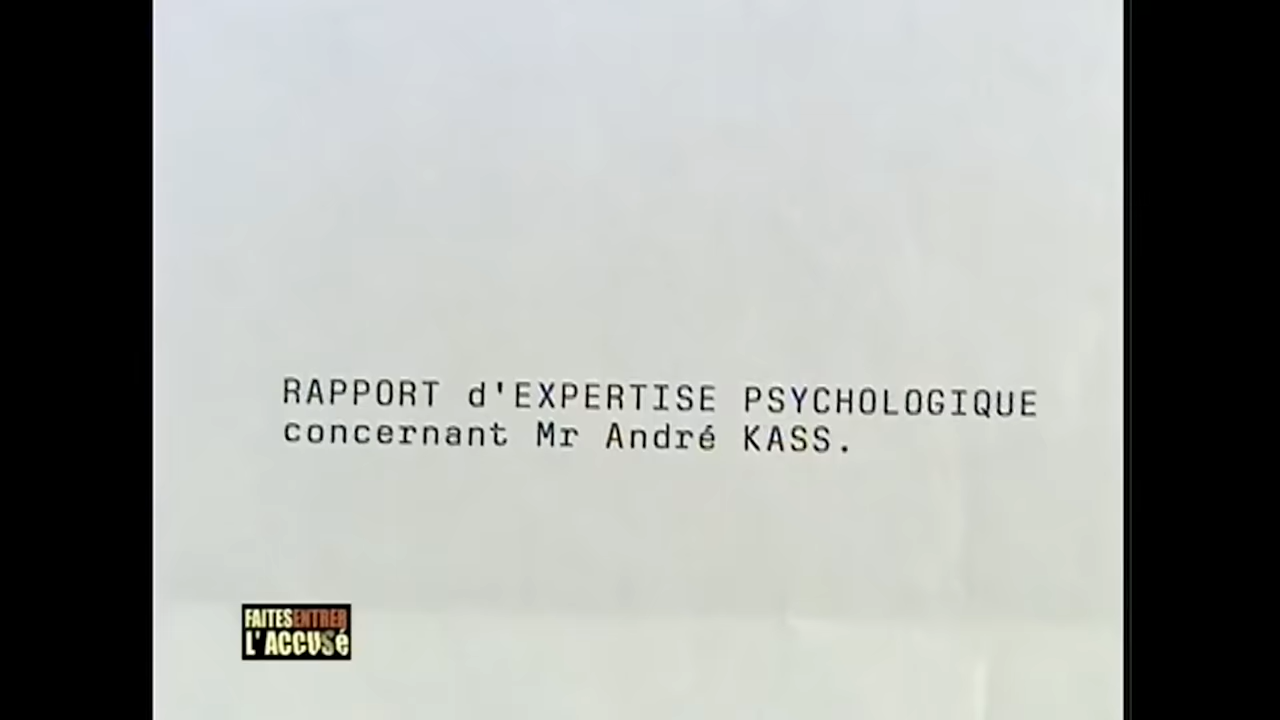 RAPPORT d'EXPERTISE PSYCHOLOGIQUE
concernant Mr André KASS.
FAITES ENTRER
L'ACCUSé